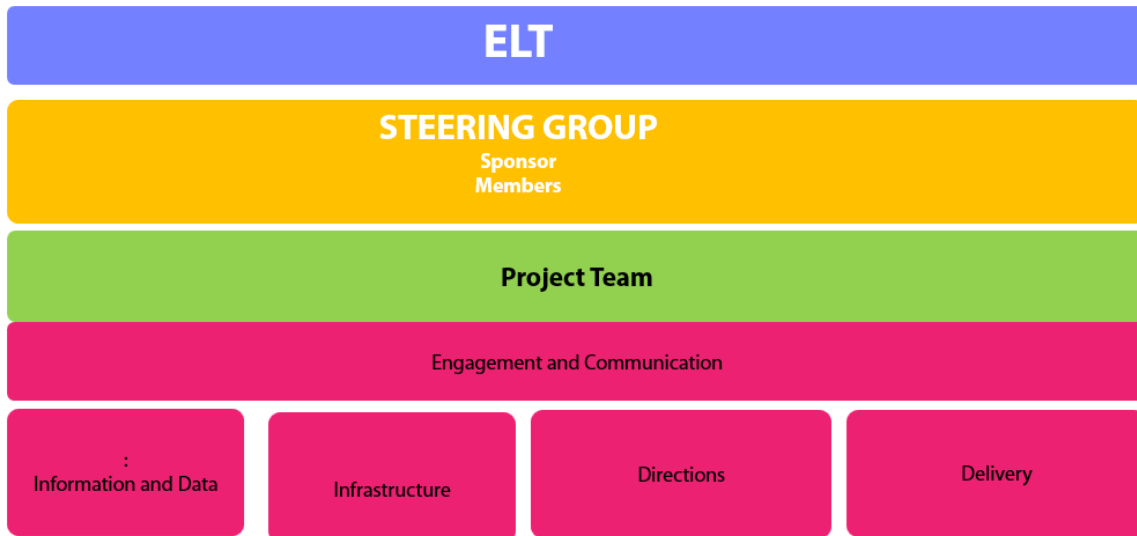 ELT
STEERING GROUP
Sponsor
Members
Project Team
Engagement and Communication
:
Information and Data
Infrastructure
Directions
Delivery